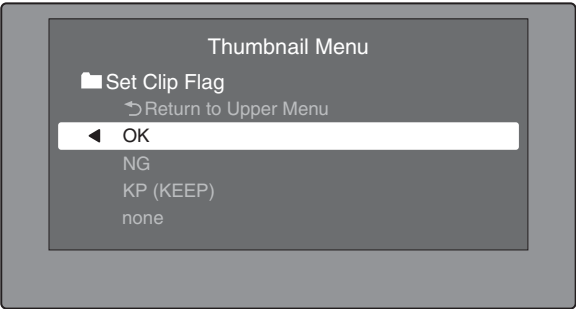 Thumbnail Menu
Set Clip Flag
Return to Upper Menu
OK
NG
KP (KEEP)
none